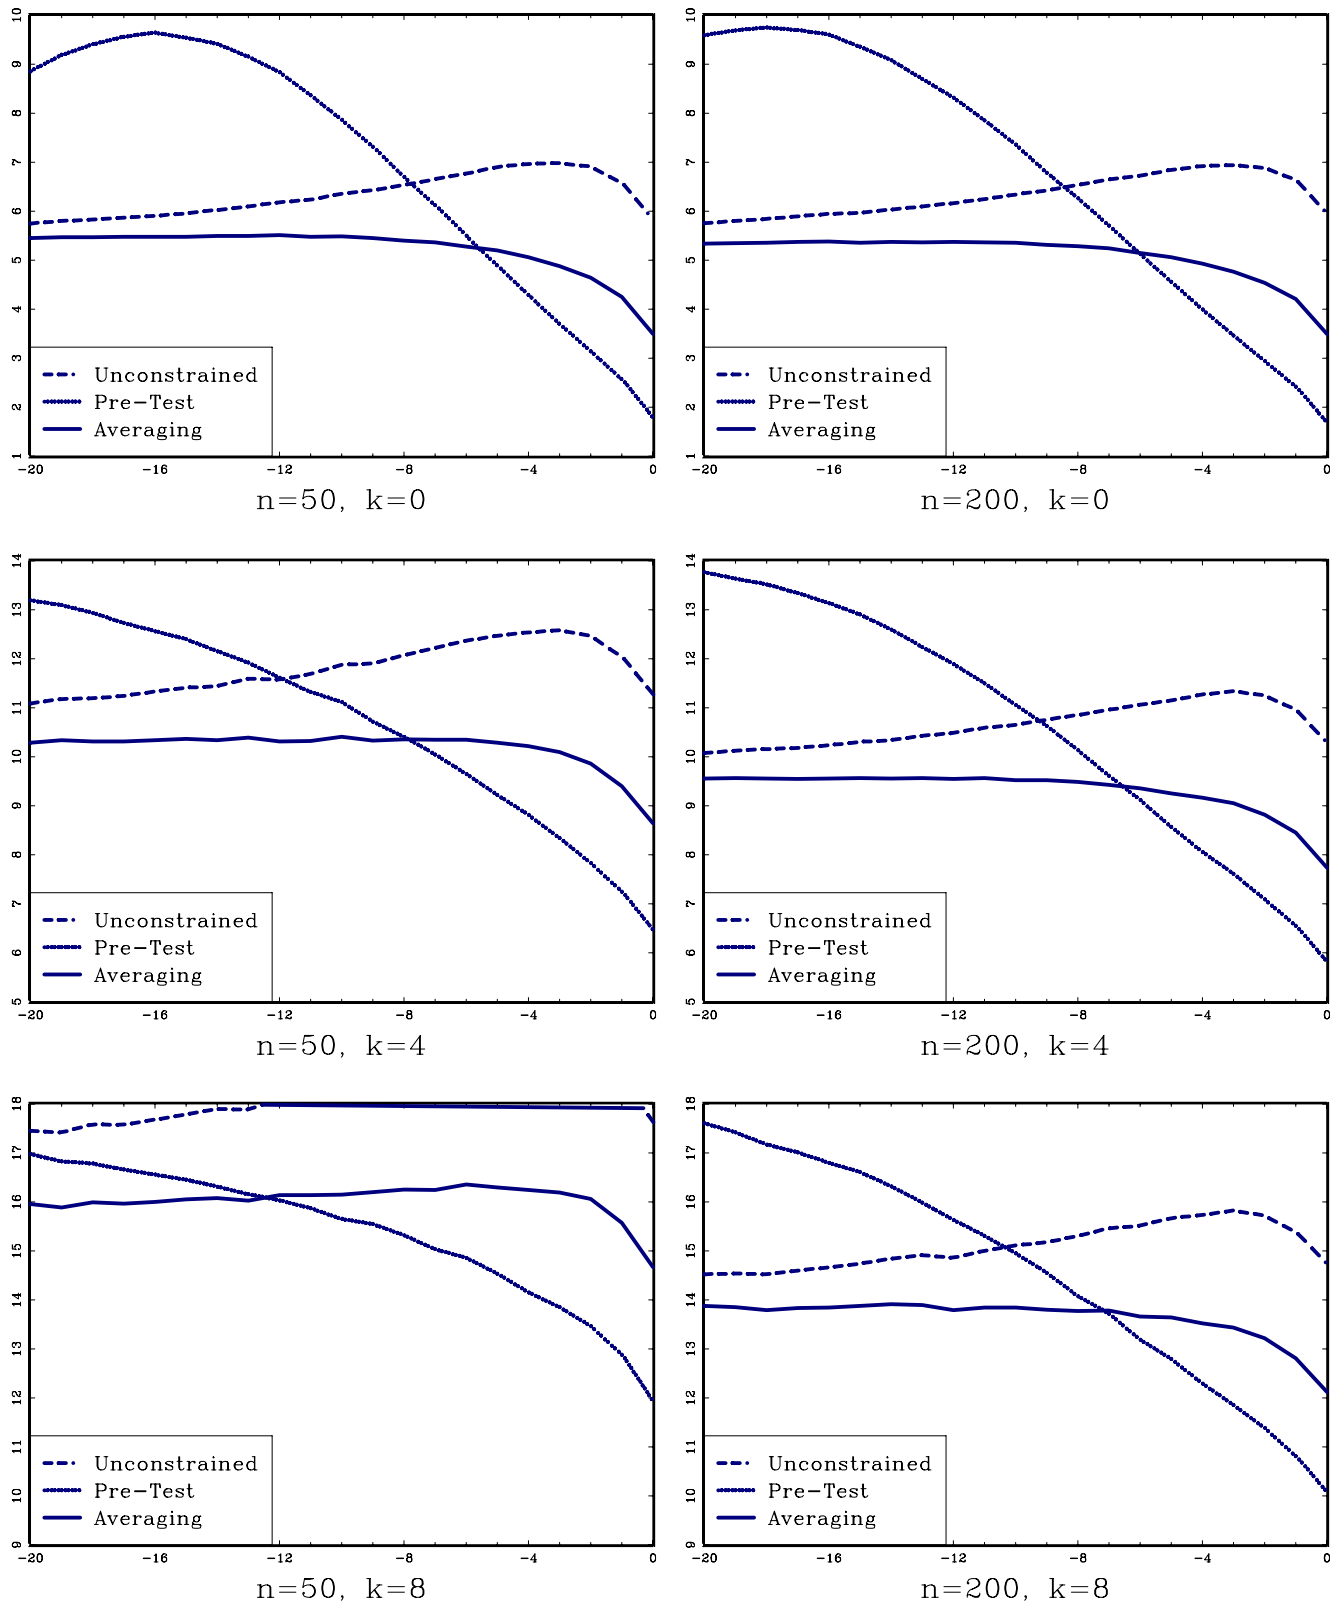 10
9
8
7
6
5
4
3
2
1
Unconstrained
Pre-Test
Averaging
-20 -16 -12 -8 -4 0
n=50, k=0
10
9
8
7
6
5
4
3
2
1
Unconstrained
Pre-Test
Averaging
-20 -16 -12 -8 -4 0
n=200, k=0
14
13
12
11
10
9
8
7
6
5
Unconstrained
Pre-Test
Averaging
-20 -16 -12 -8 -4 0
n=50, k=4
14
13
12
11
10
9
8
7
6
5
Unconstrained
Pre-Test
Averaging
-20 -16 -12 -8 -4 0
n=200, k=4
18
17
16
15
14
13
12
11
10
9
Unconstrained
Pre-Test
Averaging
-20 -16 -12 -8 -4 0
n=50, k=8
18
17
16
15
14
13
12
11
10
9
Unconstrained
Pre-Test
Averaging
-20 -16 -12 -8 -4 0
n=200, k=8